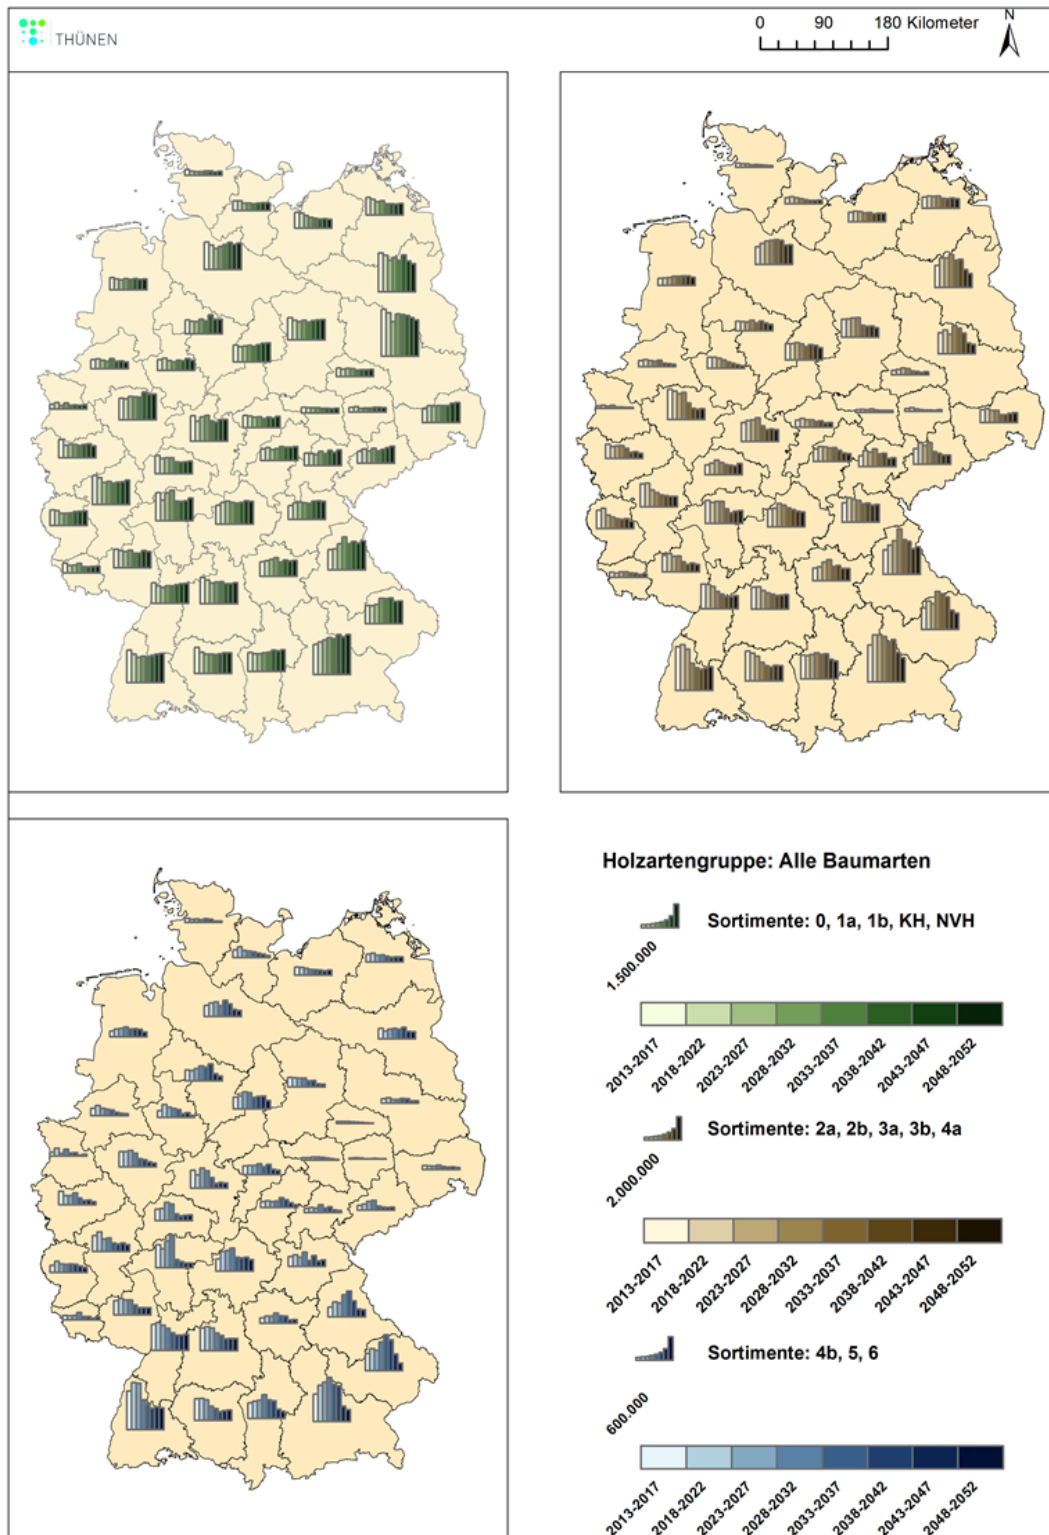 THÜNEN
0 90 180 Kilometer
N
Holzartengruppe: Alle Baumarten
Sortimente: 0, 1a, 1b, KH, NVH
1.500.000
2013-2017 2018-2022 2023-2027 2028-2032 2033-2037 2038-2042 2043-2047 2048-2052
Sortimente: 2a, 2b, 3a, 3b, 4a
2.000.000
2013-2017 2018-2022 2023-2027 2028-2032 2033-2037 2038-2042 2043-2047 2048-2052
Sortimente: 4b, 5, 6
600.000
2013-2017 2018-2022 2023-2027 2028-2032 2033-2037 2038-2042 2043-2047 2048-2052